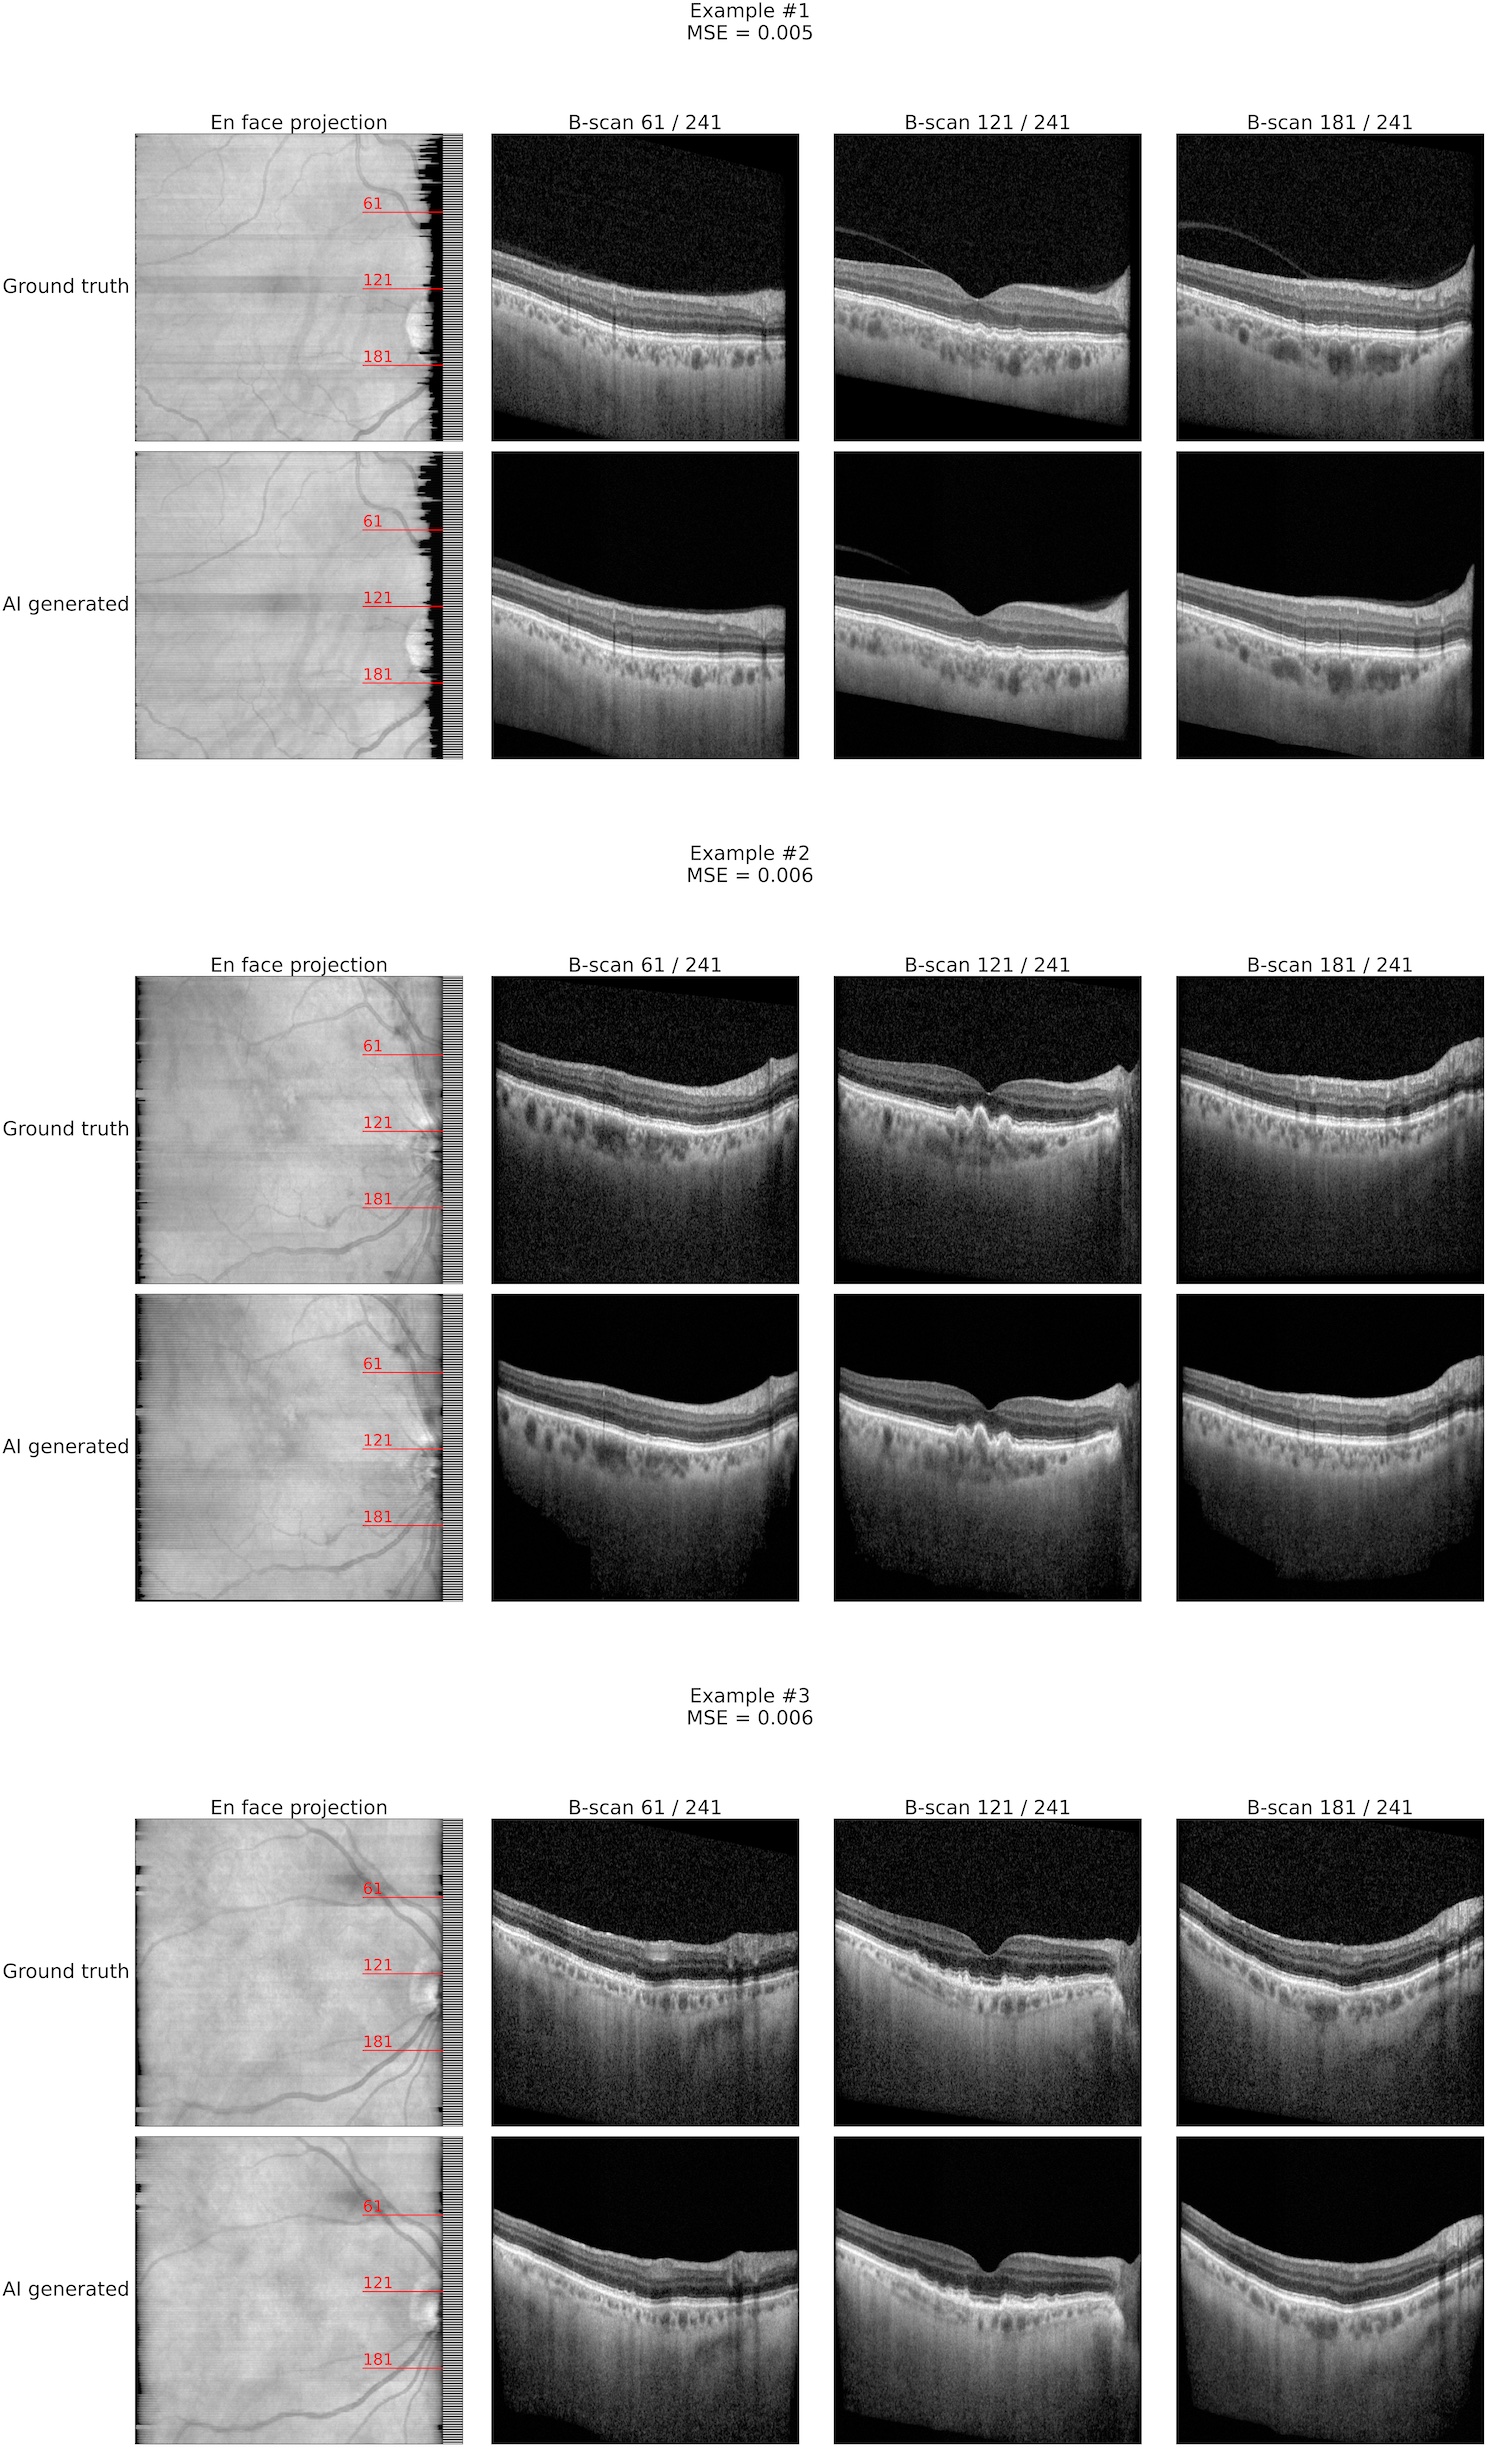 Example #1
MSE = 0.005
En face projection
B-scan 61 / 241
B-scan 121 / 241
B-scan 181 / 241
Ground truth
61
121
181
AI generated
61
121
181
Example #2
MSE = 0.006
En face projection
B-scan 61 / 241
B-scan 121 / 241
B-scan 181 / 241
Ground truth
61
121
181
AI generated
61
121
181
Example #3
MSE = 0.006
En face projection
B-scan 61 / 241
B-scan 121 / 241
B-scan 181 / 241
Ground truth
61
121
181
AI generated
61
121
181